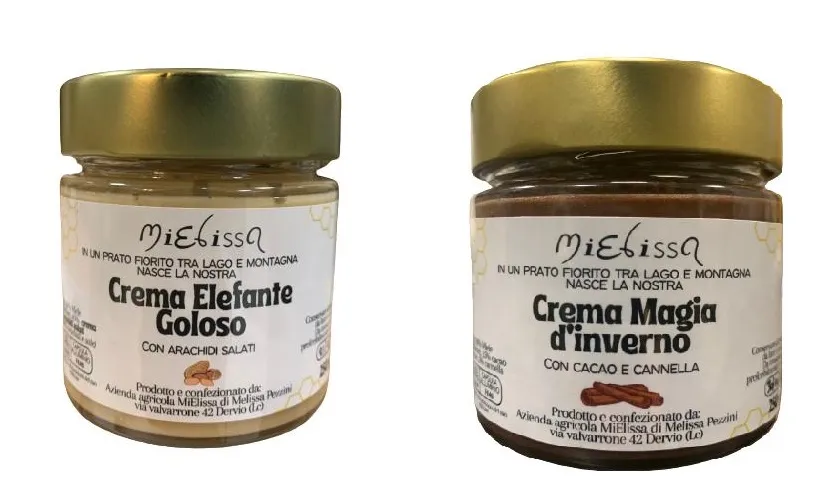 MiElissa
IN UN PRATO FIORITO TRA LAGO E MONTAGNA
NASCE LA NOSTRA
Crema Elefante
Goloso
CON ARACHIDI SALATI
Prodotto e confezionato da:
Azienda agricola MiElissa di Melissa Pezzini
via valvarrone 42 Dervio (Lc)
MiElissa
IN UN PRATO FIORITO TRA LAGO E MONTAGNA
NASCE LA NOSTRA
Crema Magia
d'inverno
CON CACAO E CANNELLA
Prodotto e confezionato da:
Azienda agricola MiElissa di Melissa Pezzini
via valvarrone 42 Dervio (Lc)